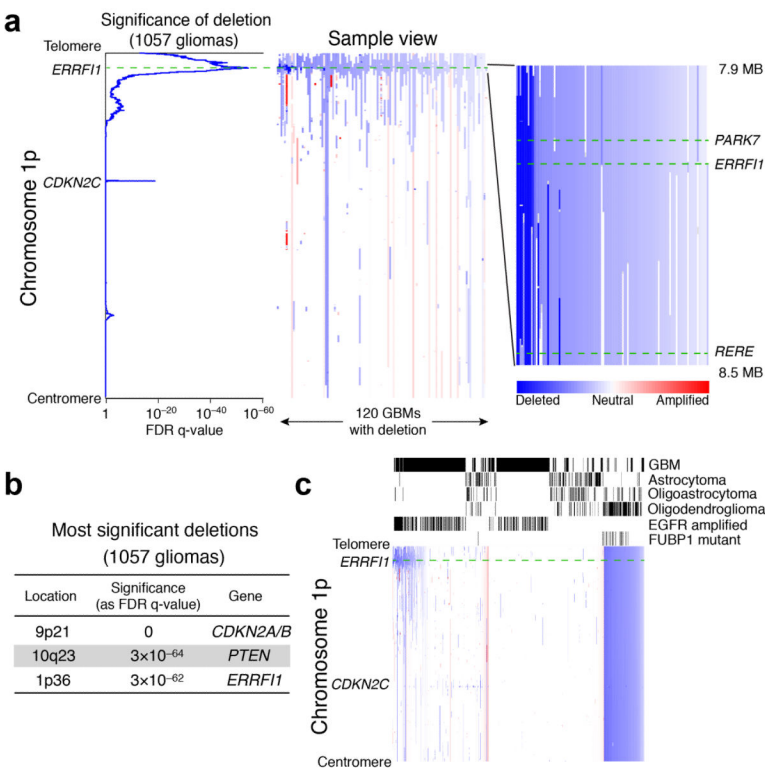 a
Significance of deletion
(1057 gliomas)
Sample view
Telomere
ERRFI1
CDKN2C
Chromosome 1p
Centromere
1 10⁻²⁰ 10⁻⁴⁰ 10⁻⁶⁰
FDR q-value
120 GBMs
with deletion
7.9 MB
PARK7
ERRFI1
RERE
8.5 MB
Deleted Neutral Amplified
b
Most significant deletions
(1057 gliomas)
Location Significance (as FDR q-value) Gene
9p21 0 CDKN2A/B
10q23 3×10⁻⁶⁴ PTEN
1p36 3×10⁻⁶² ERRFI1
c
GBM
Astrocytoma
Oligoastrocytoma
Oligodendroglioma
EGFR amplified
FUBP1 mutant
Telomere
ERRFI1
CDKN2C
Chromosome 1p
Centromere